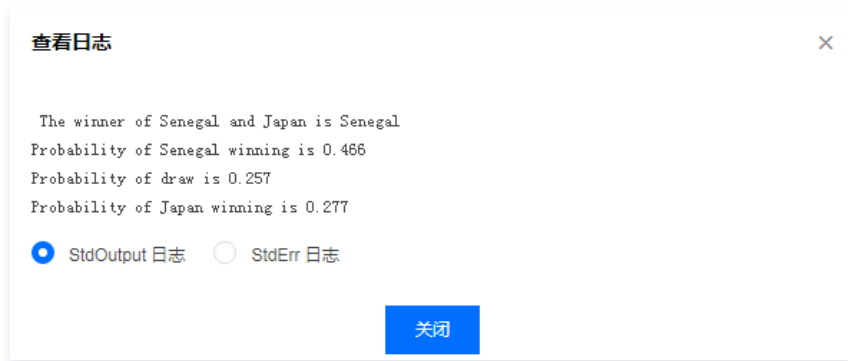 查看日志
The winner of Senegal and Japan is Senegal
Probability of Senegal winning is 0.466
Probability of draw is 0.257
Probability of Japan winning is 0.277
StdOutput 日志 StdErr 日志
关闭